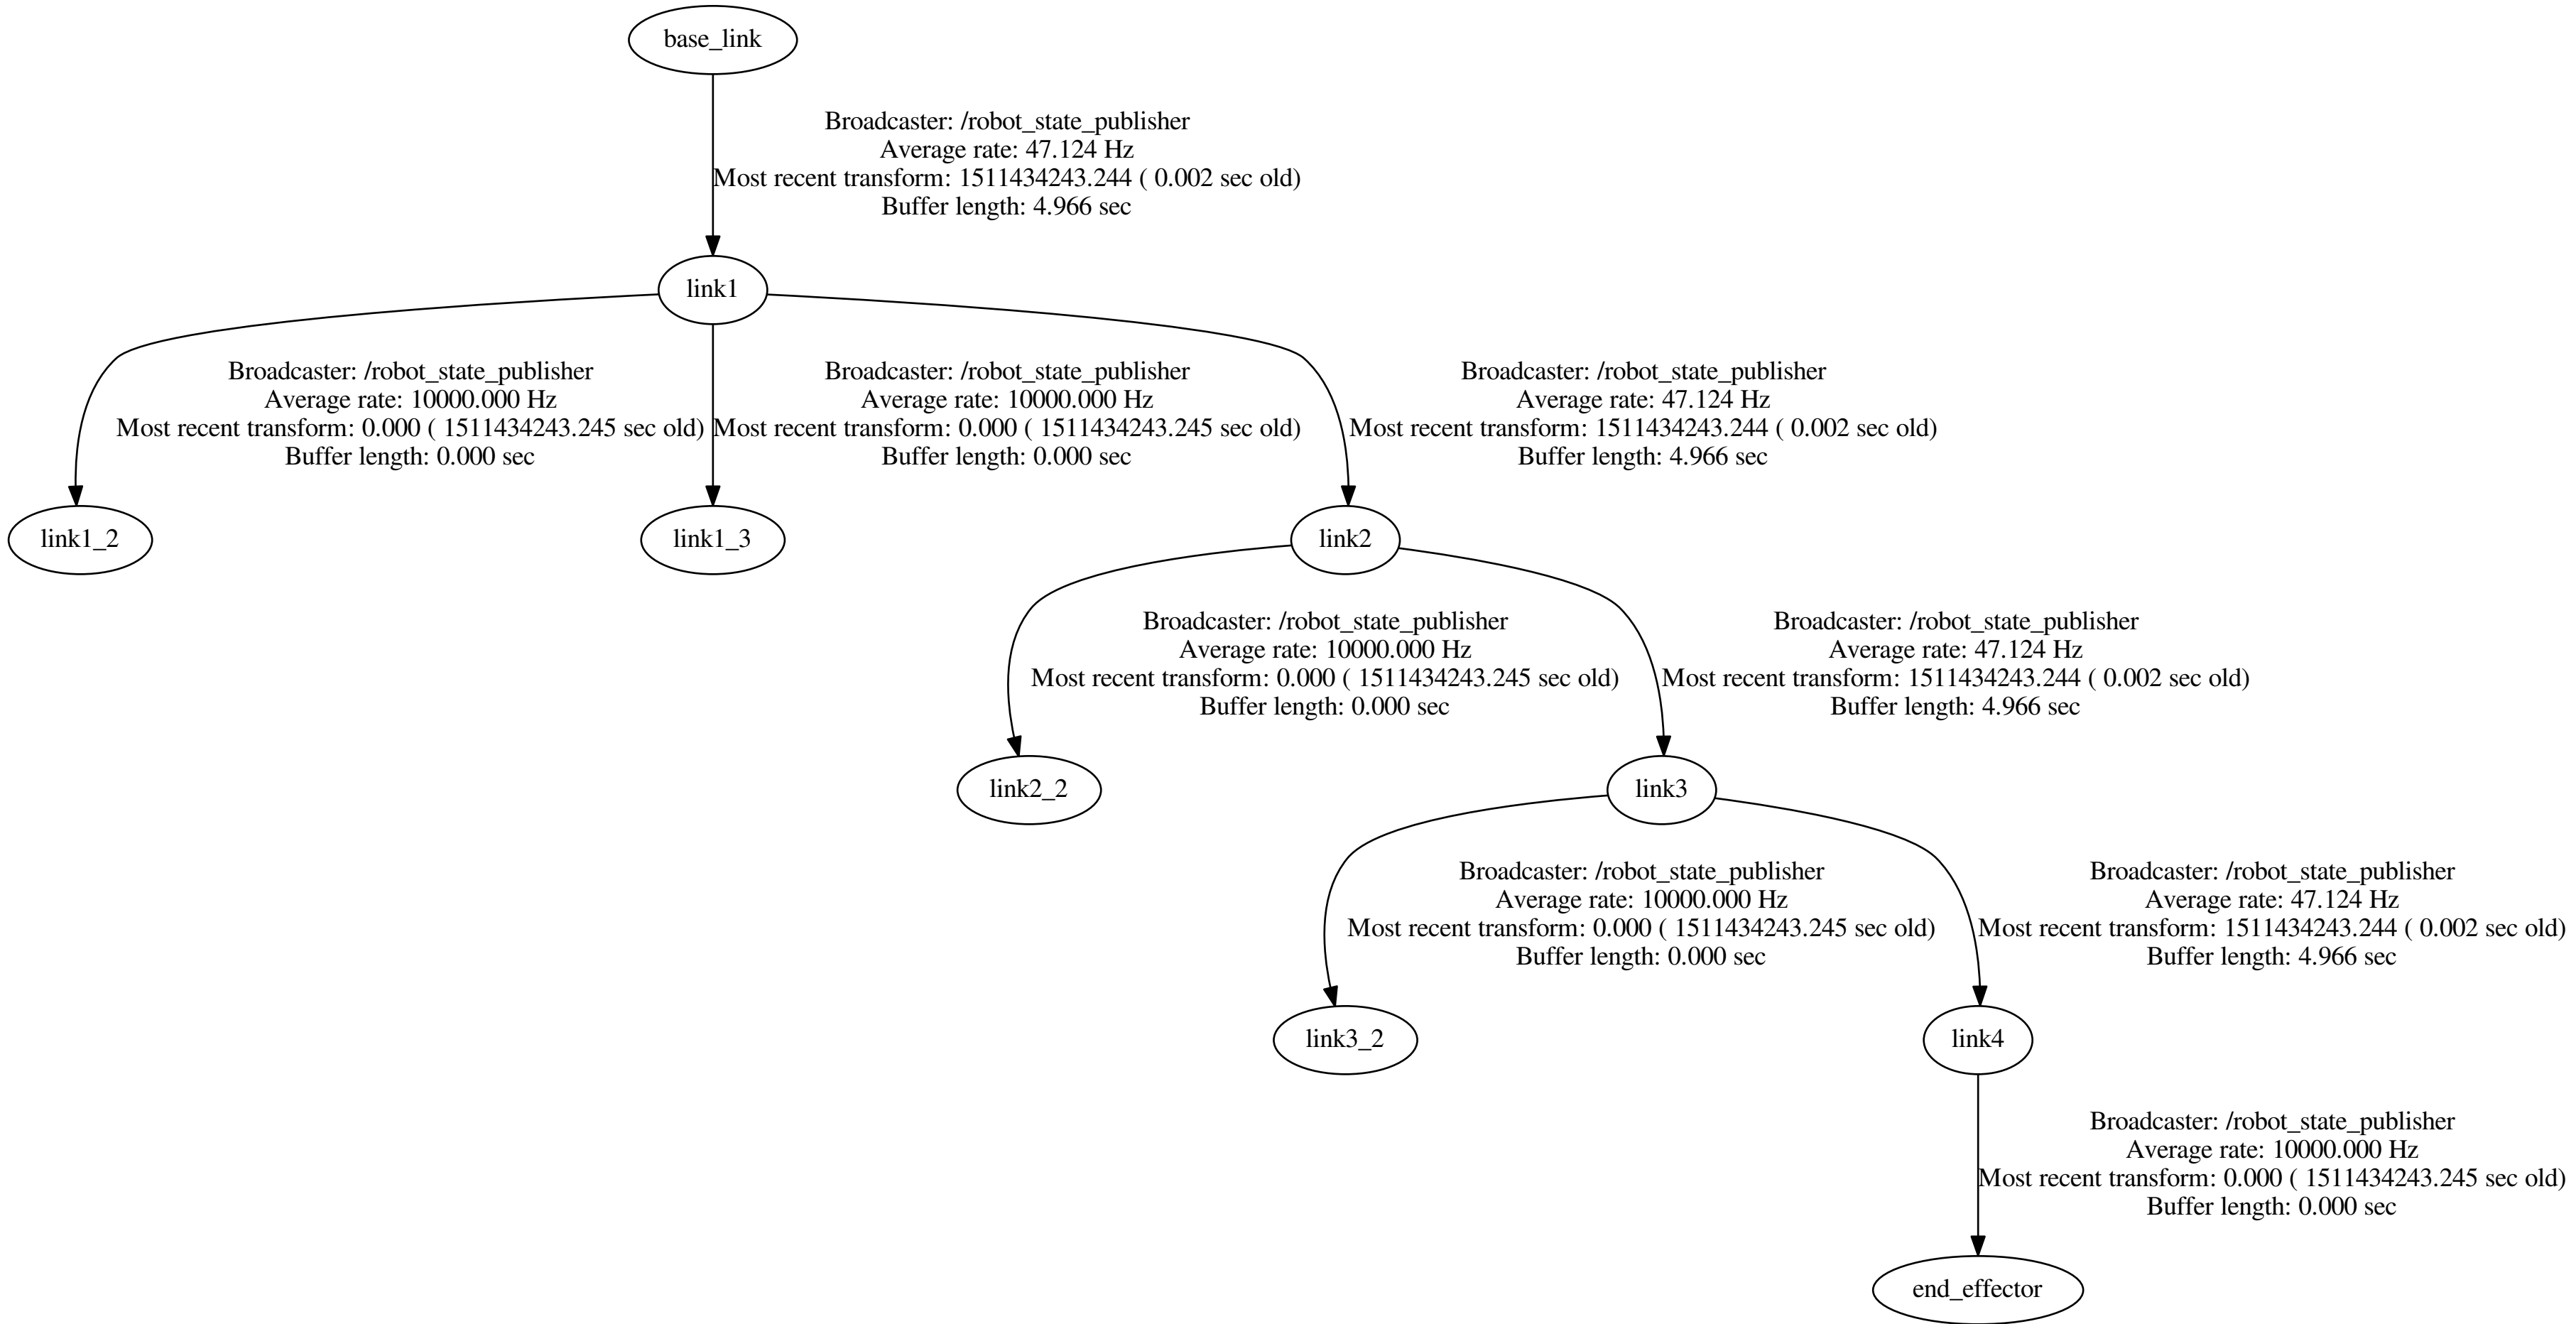 base_link
Broadcaster: /robot_state_publisher
Average rate: 47.124 Hz
Most recent transform: 1511434243.244 ( 0.002 sec old)
Buffer length: 4.966 sec
link1
Broadcaster: /robot_state_publisher
Average rate: 10000.000 Hz
Most recent transform: 0.000 ( 1511434243.245 sec old)
Buffer length: 0.000 sec
Broadcaster: /robot_state_publisher
Average rate: 10000.000 Hz
Most recent transform: 0.000 ( 1511434243.245 sec old)
Buffer length: 0.000 sec
Broadcaster: /robot_state_publisher
Average rate: 47.124 Hz
Most recent transform: 1511434243.244 ( 0.002 sec old)
Buffer length: 4.966 sec
link1_2
link1_3
link2
Broadcaster: /robot_state_publisher
Average rate: 10000.000 Hz
Most recent transform: 0.000 ( 1511434243.245 sec old)
Buffer length: 0.000 sec
Broadcaster: /robot_state_publisher
Average rate: 47.124 Hz
Most recent transform: 1511434243.244 ( 0.002 sec old)
Buffer length: 4.966 sec
link2_2
link3
Broadcaster: /robot_state_publisher
Average rate: 10000.000 Hz
Most recent transform: 0.000 ( 1511434243.245 sec old)
Buffer length: 0.000 sec
Broadcaster: /robot_state_publisher
Average rate: 47.124 Hz
Most recent transform: 1511434243.244 ( 0.002 sec old)
Buffer length: 4.966 sec
link3_2
link4
Broadcaster: /robot_state_publisher
Average rate: 10000.000 Hz
Most recent transform: 0.000 ( 1511434243.245 sec old)
Buffer length: 0.000 sec
end_effector